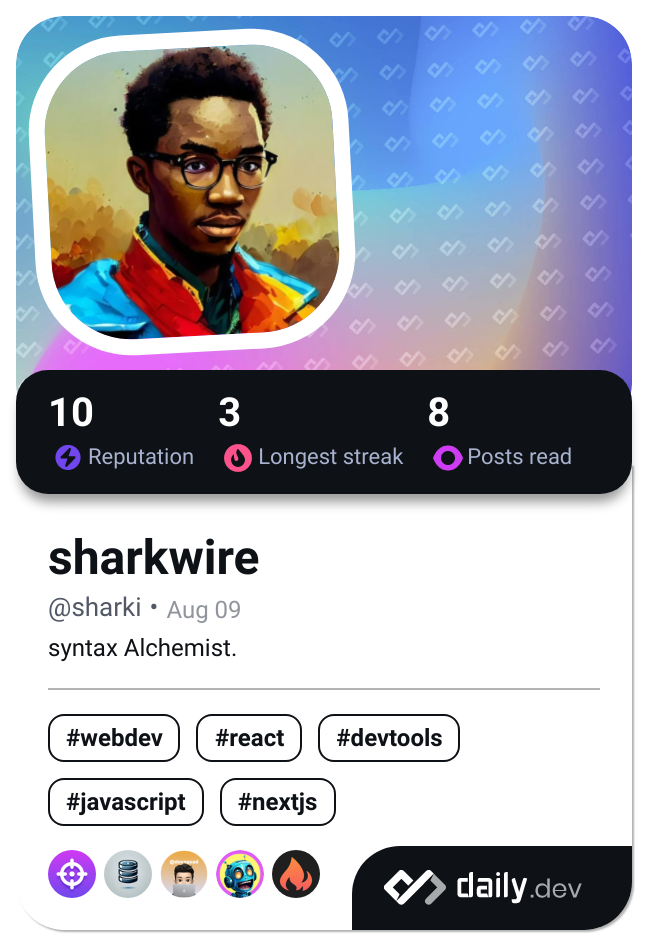 10 3 8
Reputation Longest streak Posts read
sharkwire
@sharki • Aug 09
syntax Alchemist.
#webdev #react #devtools
#javascript #nextjs
daily.dev